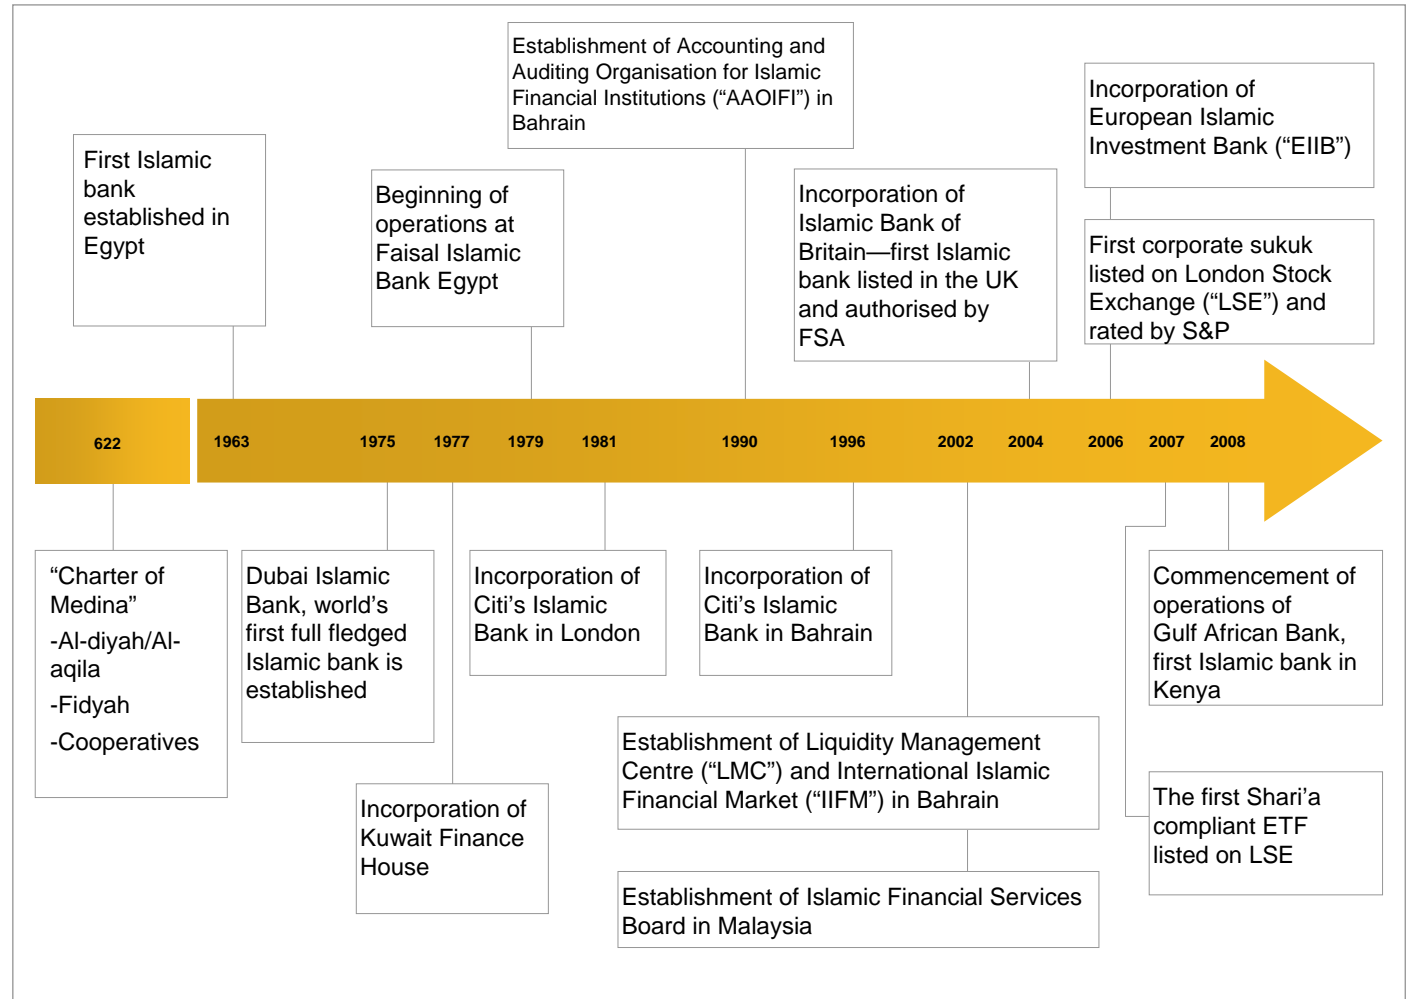 Establishment of Accounting and
Auditing Organisation for Islamic
Financial Institutions (“AAOIFI”) in
Bahrain
Incorporation of
European Islamic
Investment Bank (“EIIB”)
First Islamic
bank
established in
Egypt
Beginning of
operations at
Faisal Islamic
Bank Egypt
Incorporation of
Islamic Bank of
Britain—first Islamic
bank listed in the UK
and authorised by
FSA
First corporate sukuk
listed on London Stock
Exchange (“LSE”) and
rated by S&P
622 1963 1975 1977 1979 1981 1990 1996 2002 2004 2006 2007 2008
“Charter of
Medina”
-Al-diyah/Al-
aqila
-Fidyah
-Cooperatives
Dubai Islamic
Bank, world’s
first full fledged
Islamic bank is
established
Incorporation of
Citi’s Islamic
Bank in London
Incorporation of
Citi’s Islamic
Bank in Bahrain
Commencement of
operations of
Gulf African Bank,
first Islamic bank in
Kenya
Incorporation of
Kuwait Finance
House
Establishment of Liquidity Management
Centre (“LMC”) and International Islamic
Financial Market (“IIFM”) in Bahrain
The first Shari’a
compliant ETF
listed on LSE
Establishment of Islamic Financial Services
Board in Malaysia